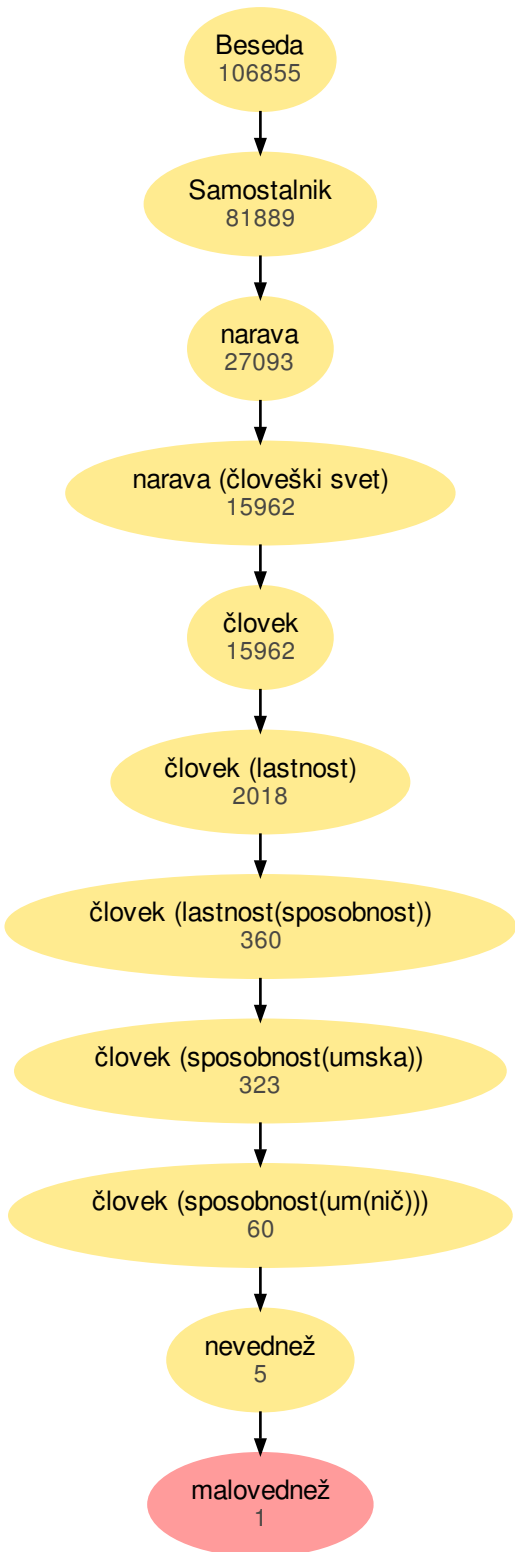 Beseda
106855
Samostalnik
81889
narava
27093
narava (človeški svet)
15962
človek
15962
človek (lastnost)
2018
človek (lastnost(sposobnost))
360
človek (sposobnost(umska))
323
človek (sposobnost(um(nič)))
60
nevednež
5
malovednež
1